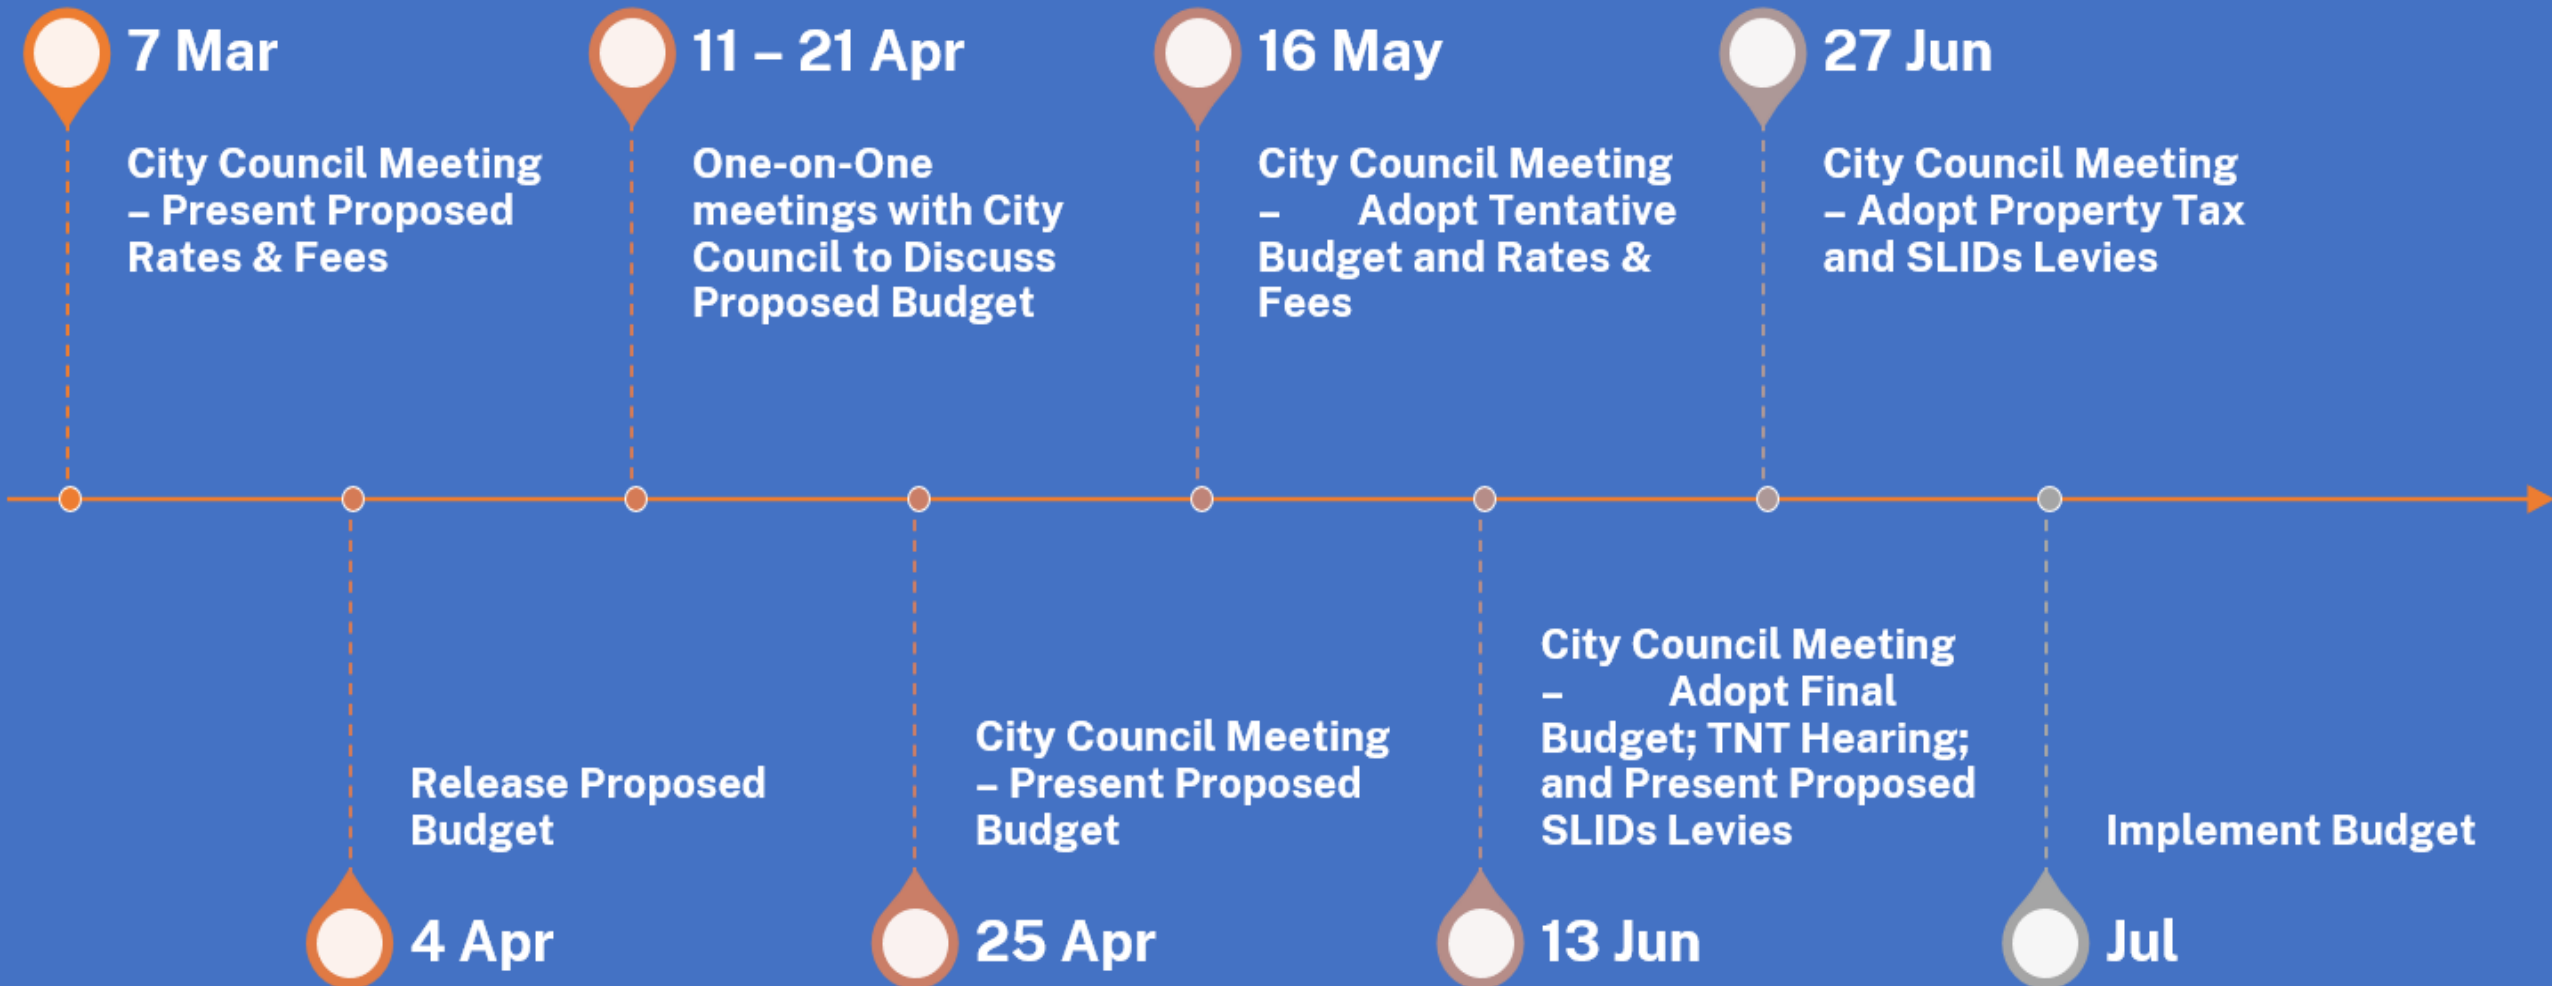 7 Mar
City Council Meeting
– Present Proposed
Rates & Fees
4 Apr
Release Proposed
Budget
11 – 21 Apr
One-on-One
meetings with City
Council to Discuss
Proposed Budget
25 Apr
City Council Meeting
– Present Proposed
Budget
16 May
City Council Meeting
– Adopt Tentative
Budget and Rates &
Fees
13 Jun
City Council Meeting
– Adopt Final
Budget; TNT Hearing;
and Present Proposed
SLIDs Levies
27 Jun
City Council Meeting
– Adopt Property Tax
and SLIDs Levies
Jul
Implement Budget